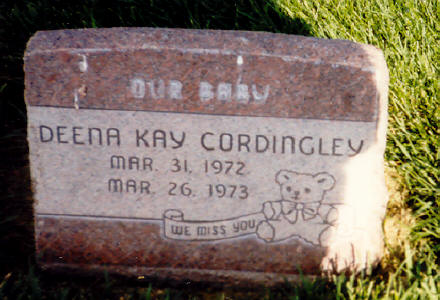 OUR BABY
DEENA KAY CORDINGLEY
MAR. 31, 1972
MAR. 26, 1973
WE MISS YOU